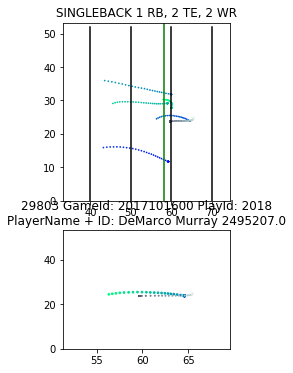 SINGLEBACK 1 RB, 2 TE, 2 WR
50
40
30
20
10
0
40 50 60 70
29803 GameId: 2017101600 PlayId: 2018
PlayerName + ID: DeMarco Murray 2495207.0
40
20
0
55 60 65